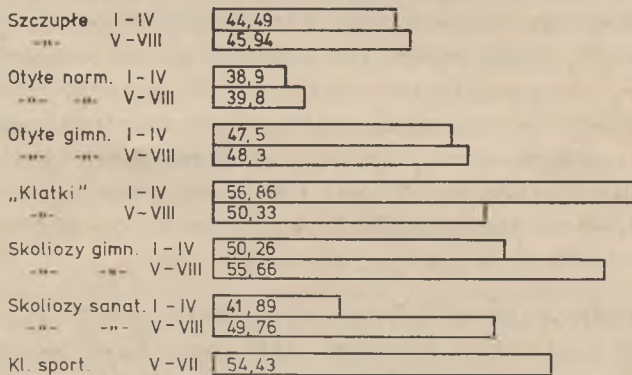 Szczupłe I-IV 44,49
-"- V-VIII 45,94
Otyłe norm. I-IV 38,9
-"- -"- V-VIII 39,8
Otyłe gimn. I-IV 47,5
-"- -"- V-VIII 48,3
„Klatki" I-IV 56,86
-"- V-VIII 50,33
Skoliozy gimn. I-IV 50,26
-"- -"- V-VIII 55,66
Skoliozy sanat. I-IV 41,89
-"- -"- V-VIII 49,76
Kl. sport. V-VII 54,43